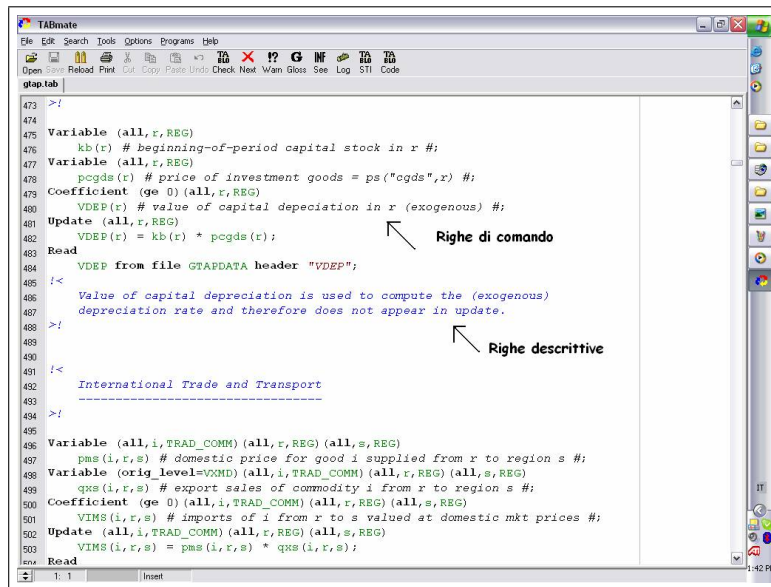 TABmate
File Edit Search Tools Options Programs Help
TA BLO !? G INF TA BLO TA BLO
Open Save Reload Print Cut Copy Paste Undo Check Next Warn Gloss See Log STI Code
gtap.tab
473 >!
474
475 Variable (all,r,REG)
476 kb(r) # beginning-of-period capital stock in r #;
477 Variable (all,r,REG)
478 pcgds(r) # price of investment goods = ps("cgds",r) #;
479 Coefficient (ge 0)(all,r,REG)
480 VDEP(r) # value of capital depeciation in r (exogenous) #;
481 Update (all,r,REG)
482 VDEP(r) = kb(r) * pcgds(r);
Righe di comando
483 Read
484 VDEP from file GTAPDATA header "VDEP";
485 !<
486 Value of capital depreciation is used to compute the (exogenous)
487 depreciation rate and therefore does not appear in update.
488 >!
489
Righe descrittive
490
491 !<
492 International Trade and Transport
493 ---------------------------------
494 >!
495
496 Variable (all,i,TRAD_COMM)(all,r,REG)(all,s,REG)
497 pms(i,r,s) # domestic price for good i supplied from r to region s #;
498 Variable (orig_level=VXMD)(all,i,TRAD_COMM)(all,r,REG)(all,s,REG)
499 qxs(i,r,s) # export sales of commodity i from r to region s #;
500 Coefficient (ge 0)(all,i,TRAD_COMM)(all,r,REG)(all,s,REG)
501 VIMS(i,r,s) # imports of i from r to s valued at domestic mkt prices #;
502 Update (all,i,TRAD_COMM)(all,r,REG)(all,s,REG)
503 VIMS(i,r,s) = pms(i,r,s) * qxs(i,r,s);
504 Read
1: 1 Insert
IT
1:42 P